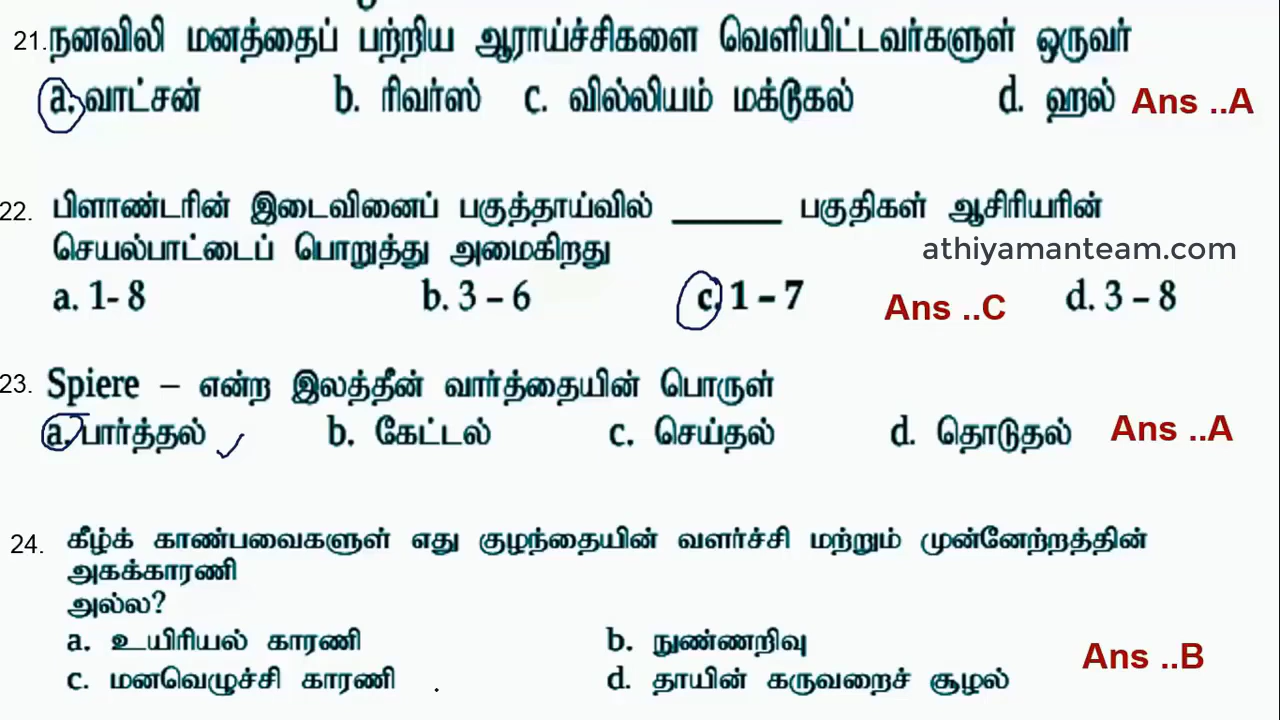 21. நனவிலி மனத்தைப் பற்றிய ஆராய்ச்சிகளை வெளியிட்டவர்களுள் ஒருவர்
a. வாட்சன் b. ரிவர்ஸ் c. வில்லியம் மக்டூகல் d. ஹல் Ans ..A
22. பிளாண்டரின் இடைவினைப் பகுத்தாய்வில் ______ பகுதிகள் ஆசிரியரின்
செயல்பாட்டைப் பொறுத்து அமைகிறது athiyamanteam.com
a. 1- 8 b. 3 – 6 c. 1 – 7 Ans ..C d. 3 – 8
23. Spiere – என்ற இலத்தீன் வார்த்தையின் பொருள்
a. பார்த்தல் b. கேட்டல் c. செய்தல் d. தொடுதல் Ans ..A
24. கீழ்க் காண்பவைகளுள் எது குழந்தையின் வளர்ச்சி மற்றும் முன்னேற்றத்தின்
அகக்காரணி
அல்ல?
a. உயிரியல் காரணி b. நுண்ணறிவு
Ans ..B
c. மனவெழுச்சி காரணி d. தாயின் கருவறைச் சூழல்